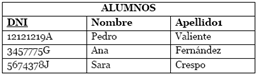 ALUMNOS
DNI Nombre Apellido1
12121219A Pedro Valiente
3457775G Ana Fernández
5674378J Sara Crespo